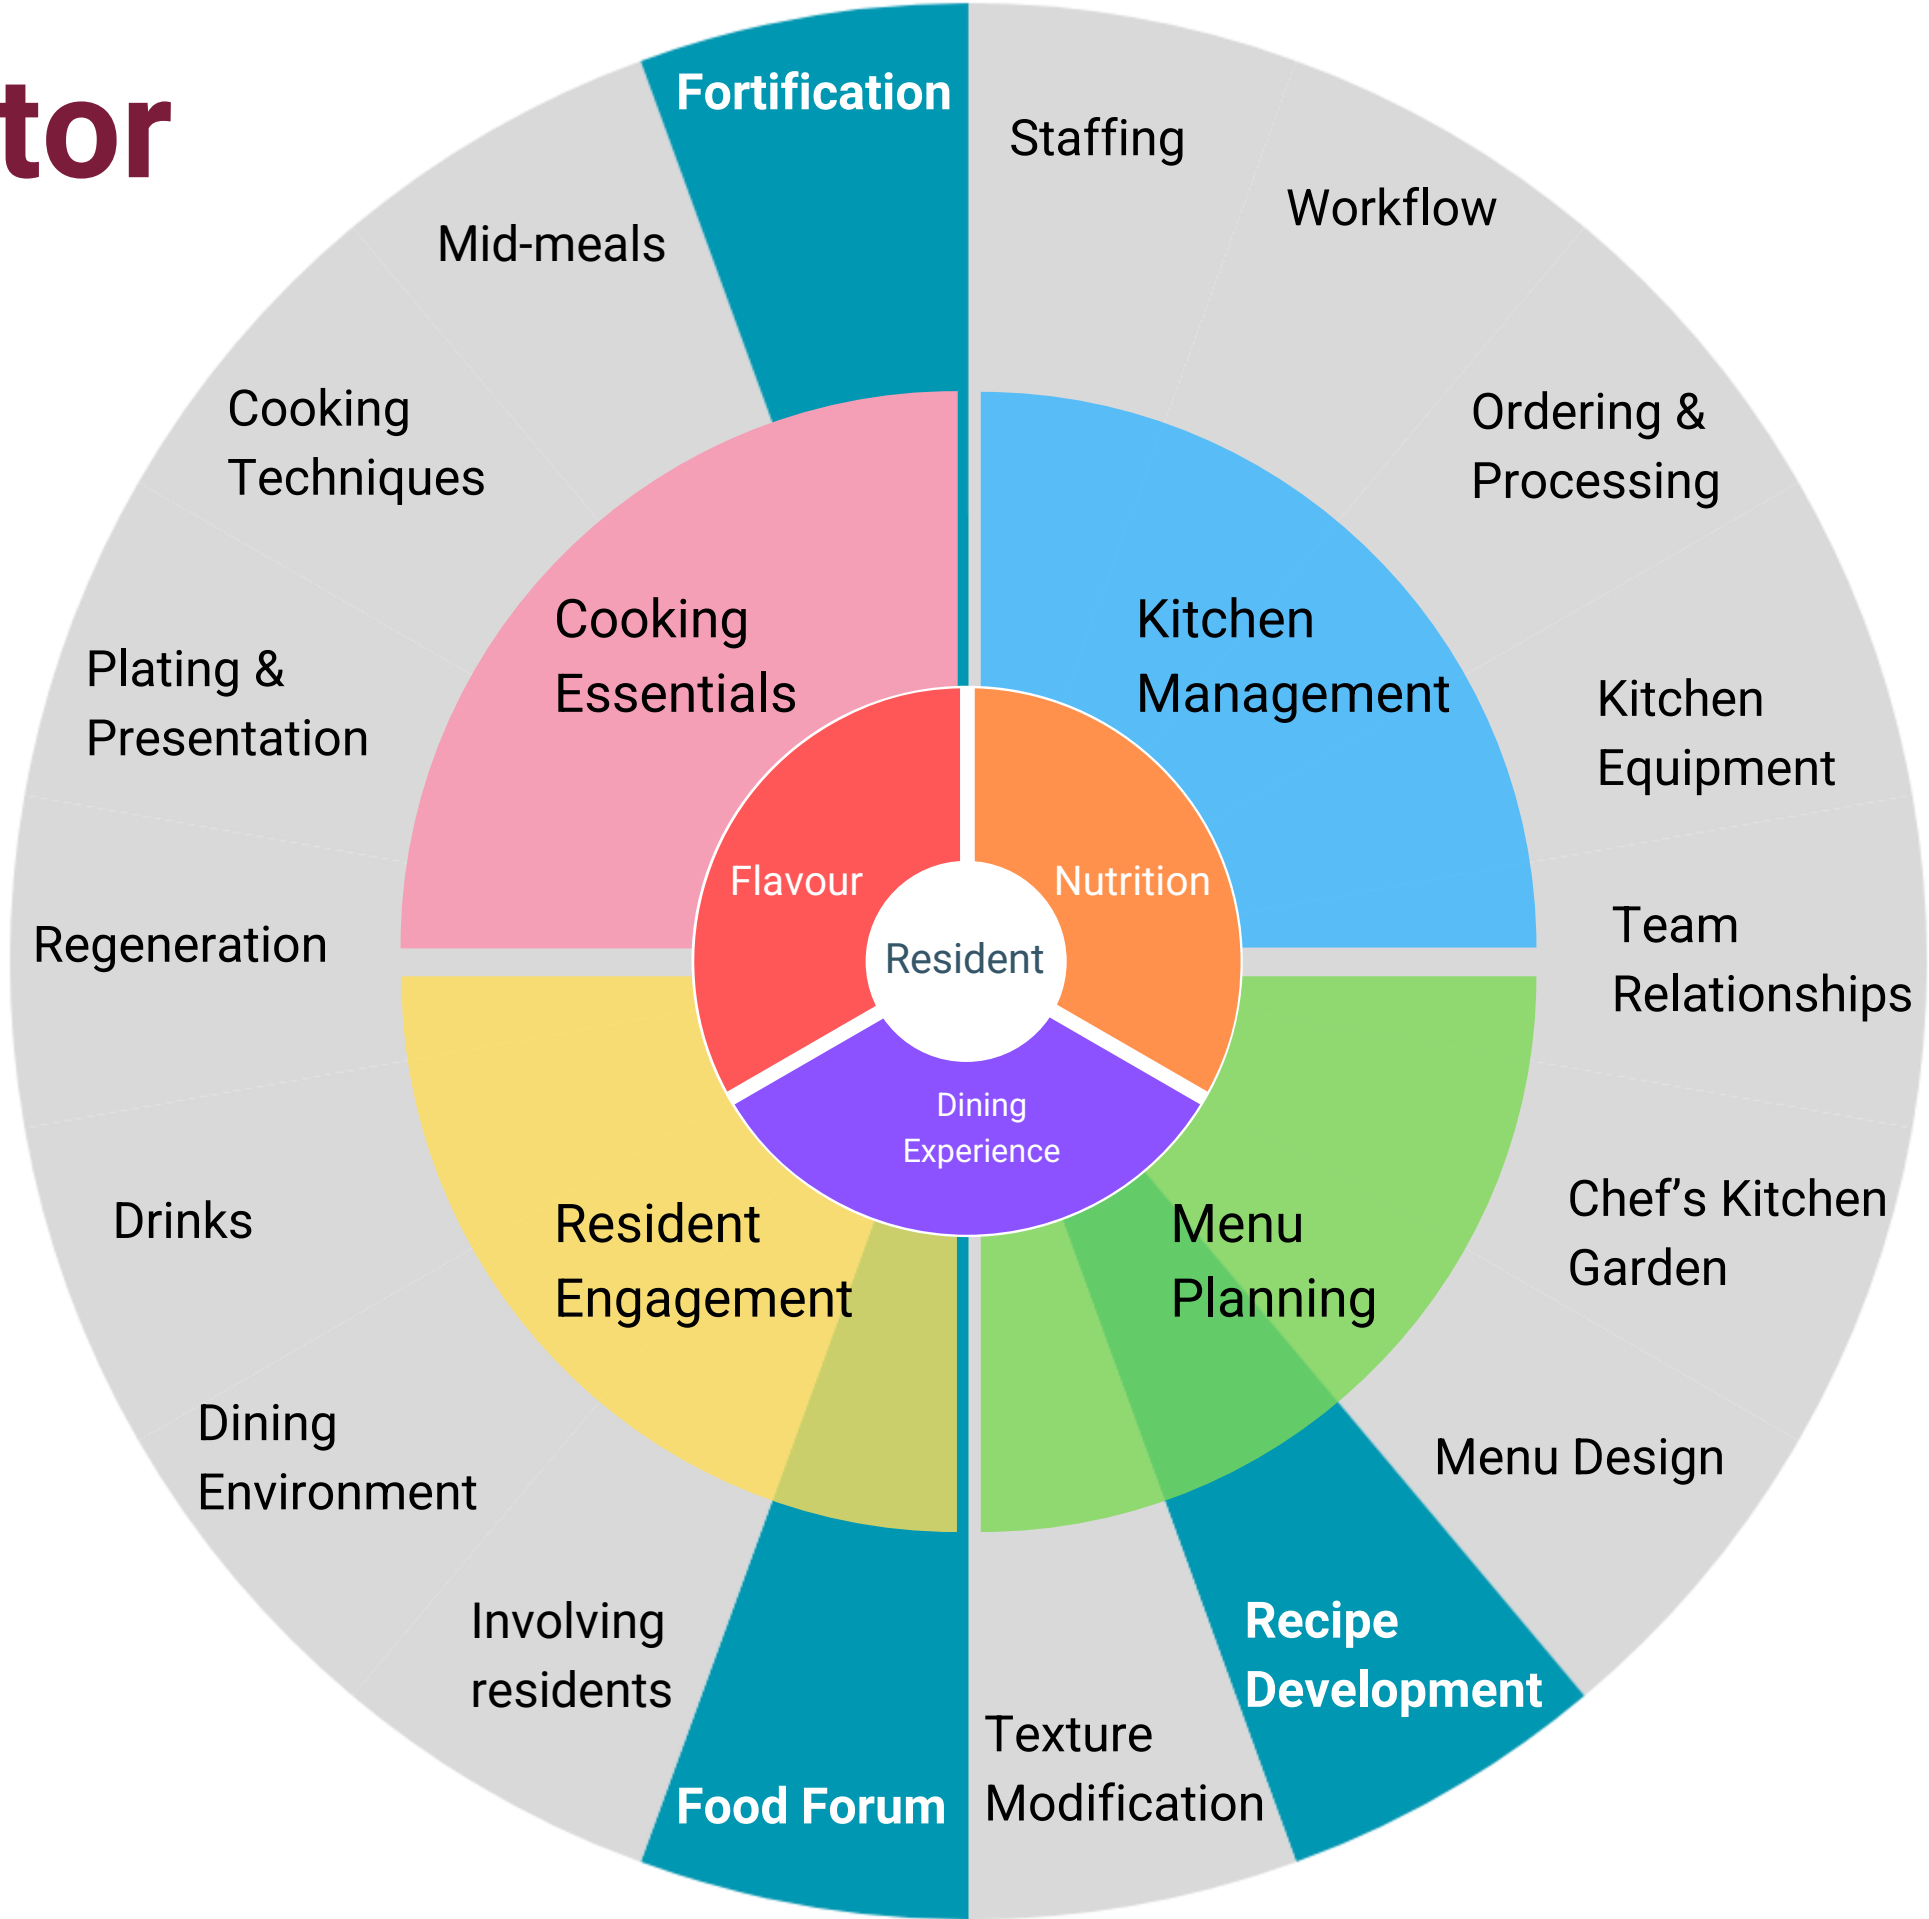 tor
Fortification
Staffing
Workflow
Ordering &
Processing
Kitchen
Equipment
Team
Relationships
Chef’s Kitchen
Garden
Menu Design
Recipe
Development
Texture
Modification
Food Forum
Involving
residents
Dining
Environment
Drinks
Regeneration
Plating &
Presentation
Cooking
Techniques
Mid-meals
Cooking
Essentials
Kitchen
Management
Menu
Planning
Resident
Engagement
Flavour
Nutrition
Dining
Experience
Resident